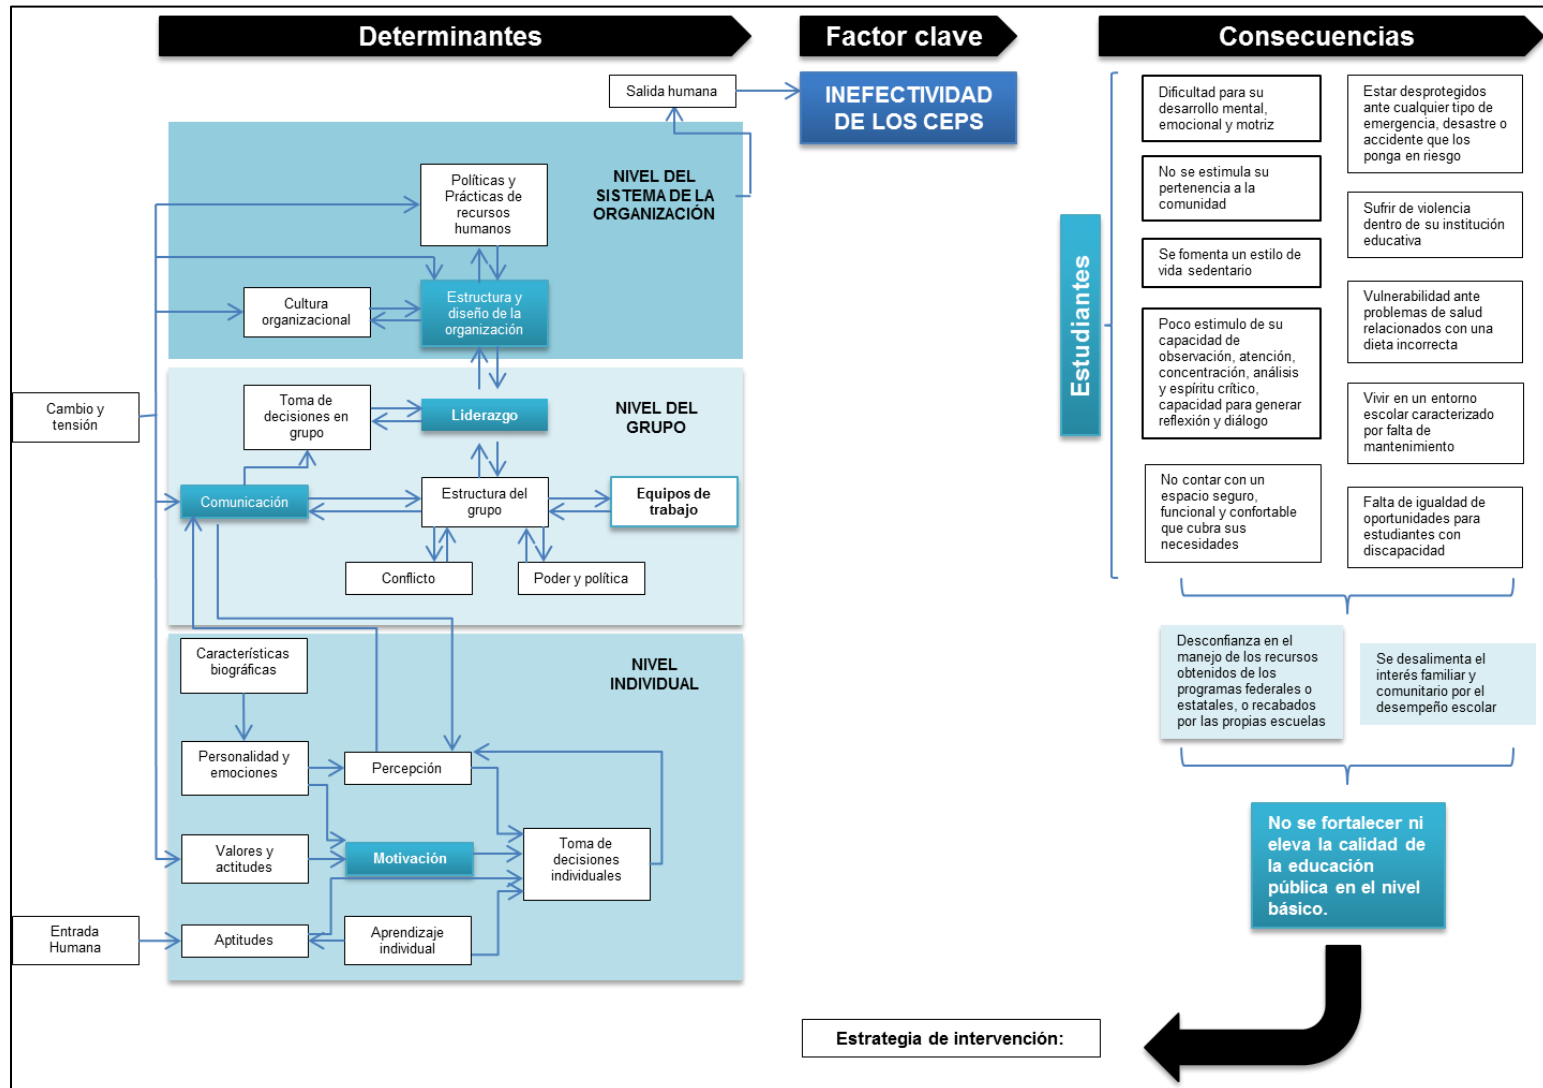 Determinantes
Factor clave
Consecuencias
Salida humana
INEFECTIVIDAD
DE LOS CEPS
NIVEL DEL
SISTEMA DE LA
ORGANIZACIÓN
Políticas y
Prácticas de
recursos
humanos
Cultura
organizacional
Estructura y
diseño de la
organización
Cambio y
tensión
NIVEL DEL
GRUPO
Toma de
decisiones en
grupo
Liderazgo
Comunicación
Estructura del
grupo
Equipos de
trabajo
Conflicto
Poder y política
NIVEL
INDIVIDUAL
Características
biográficas
Personalidad y
emociones
Percepción
Valores y
actitudes
Motivación
Toma de
decisiones
individuales
Entrada
Humana
Aptitudes
Aprendizaje
individual
Estudiantes
Dificultad para su
desarrollo mental,
emocional y motriz
No se estimula su
pertenencia a la
comunidad
Se fomenta un estilo de
vida sedentario
Poco estimulo de su
capacidad de
observación, atención,
concentración, análisis
y espíritu crítico,
capacidad para generar
reflexión y diálogo
No contar con un
espacio seguro,
funcional y confortable
que cubra sus
necesidades
Estar desprotegidos
ante cualquier tipo de
emergencia, desastre o
accidente que los
ponga en riesgo
Sufrir de violencia
dentro de su institución
educativa
Vulnerabilidad ante
problemas de salud
relacionados con una
dieta incorrecta
Vivir en un entorno
escolar caracterizado
por falta de
mantenimiento
Falta de igualdad de
oportunidades para
estudiantes con
discapacidad
Desconfianza en el
manejo de los recursos
obtenidos de los
programas federales o
estatales, o recabados
por las propias escuelas
Se desalimenta el
interés familiar y
comunitario por el
desempeño escolar
No se fortalecer ni
eleva la calidad de
la educación
pública en el nivel
básico.
Estrategia de intervención: